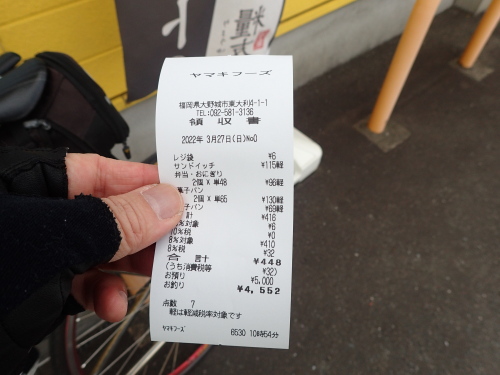 量
ヤマキフーズ
福岡県大野城市東大利4-1-1
TEL:092-581-3136
領 収 書
2022年 3月27日(日)No0
レジ袋 ¥6
サンドイッチ ¥115軽
弁当・おにぎり
2個 X 単48 ¥96軽
菓子パン
2個 X 単65 ¥130軽
子パン ¥69軽
計 ¥416
対象 ¥6
10%税 ¥0
8%対象 ¥410
8%税 ¥32
合 計 ¥448
(うち消費税等 ¥32)
お預り ¥5,000
お釣り ¥4,552
点数 7
軽は軽減税率対象です
ヤマキフーズ 6530 10時54分